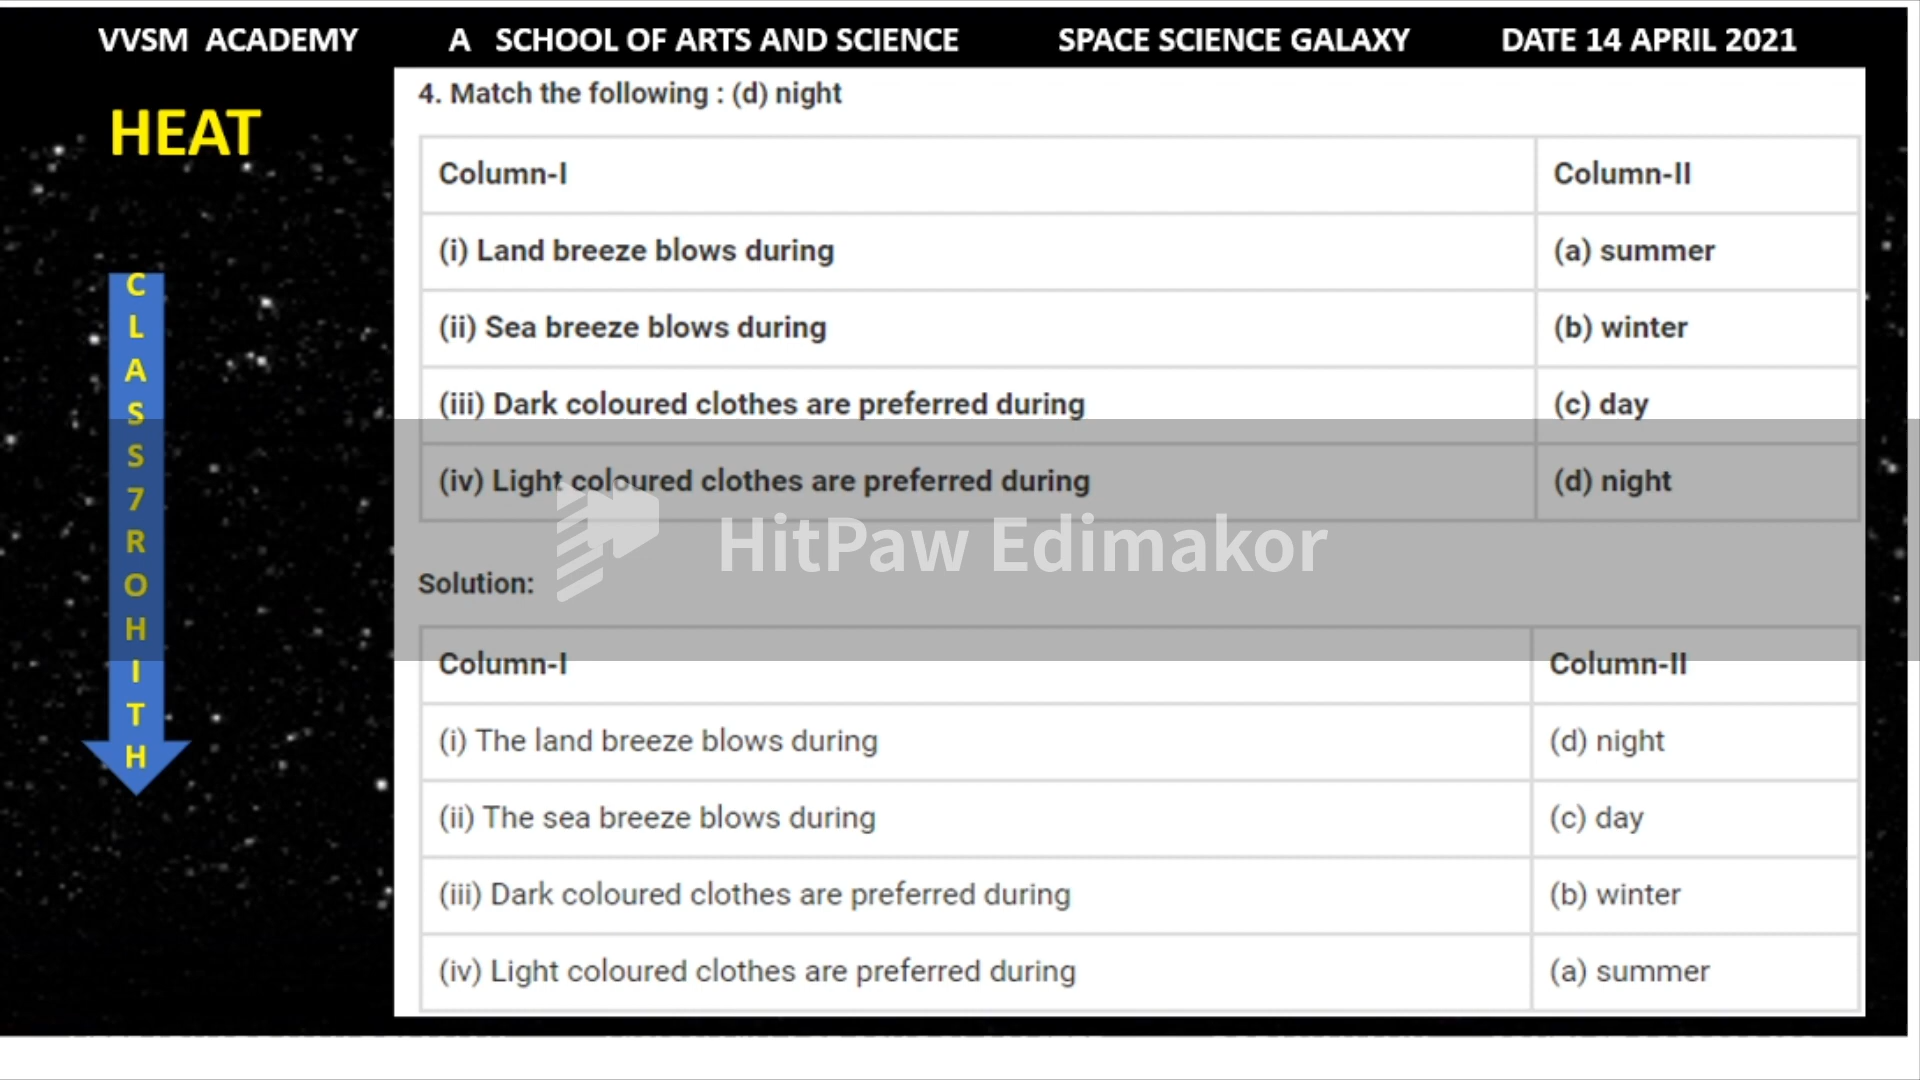 VVSM ACADEMY A SCHOOL OF ARTS AND SCIENCE SPACE SCIENCE GALAXY DATE 14 APRIL 2021
HEAT
CLASS7ROHITH
4. Match the following : (d) night
Column-I Column-II
(i) Land breeze blows during (a) summer
(ii) Sea breeze blows during (b) winter
(iii) Dark coloured clothes are preferred during (c) day
(iv) Light coloured clothes are preferred during (d) night
HitPaw Edimakor
Solution:
Column-I Column-II
(i) The land breeze blows during (d) night
(ii) The sea breeze blows during (c) day
(iii) Dark coloured clothes are preferred during (b) winter
(iv) Light coloured clothes are preferred during (a) summer